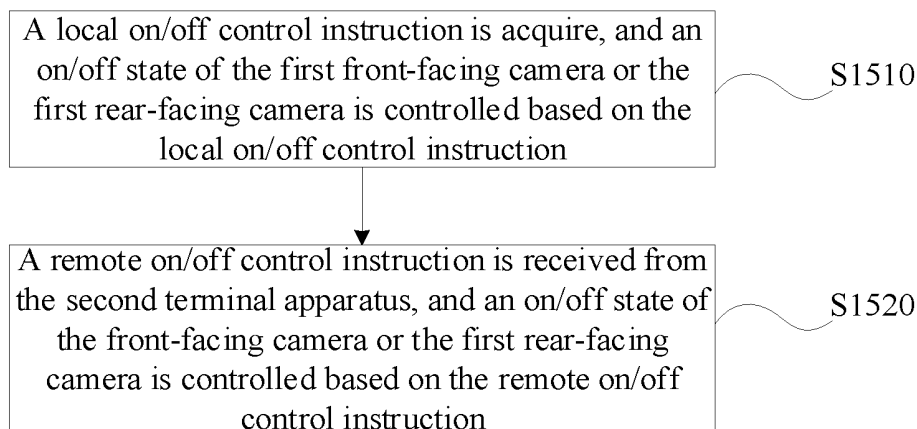 A local on/off control instruction is acquire, and an
on/off state of the first front-facing camera or the
first rear-facing camera is controlled based on the
local on/off control instruction
S1510
A remote on/off control instruction is received from
the second terminal apparatus, and an on/off state of
the front-facing camera or the first rear-facing
camera is controlled based on the remote on/off
control instruction
S1520